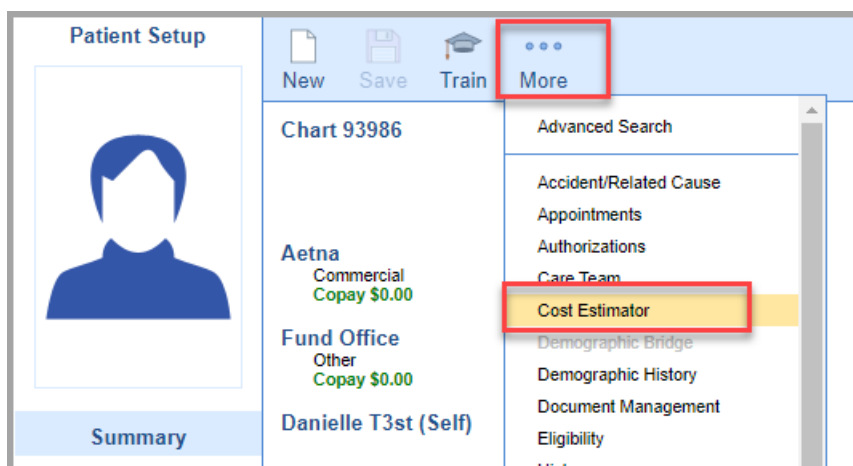 Patient Setup
New
Save
Train
More
Chart 93986
Aetna
Commercial
Copay $0.00
Fund Office
Other
Copay $0.00
Danielle T3st (Self)
Summary
Advanced Search
Accident/Related Cause
Appointments
Authorizations
Care Team
Cost Estimator
Demographic Bridge
Demographic History
Document Management
Eligibility